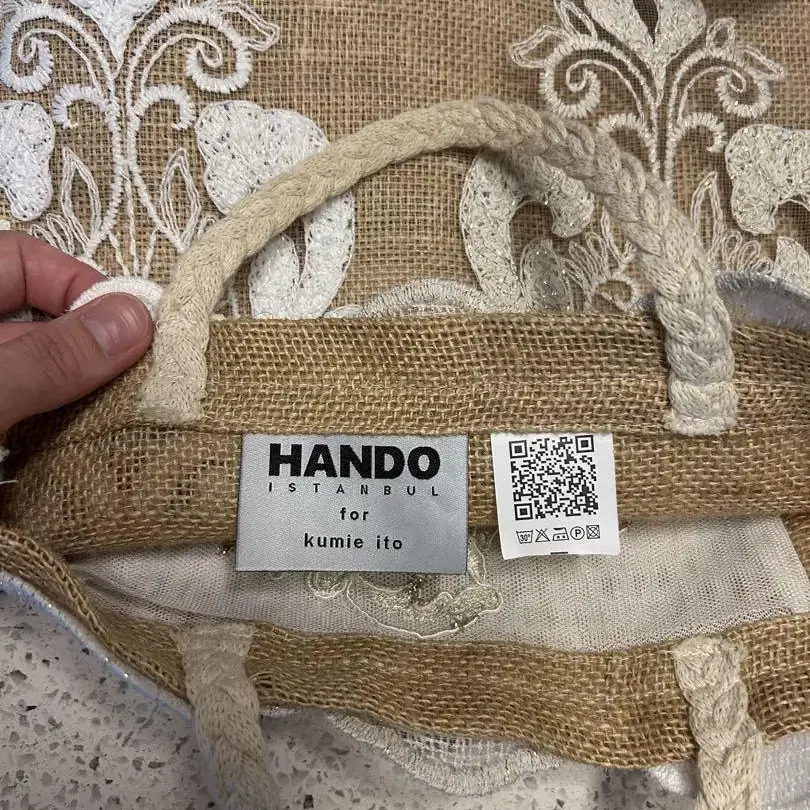 HANDO
ISTANBUL
for
kumie ito
30°
P